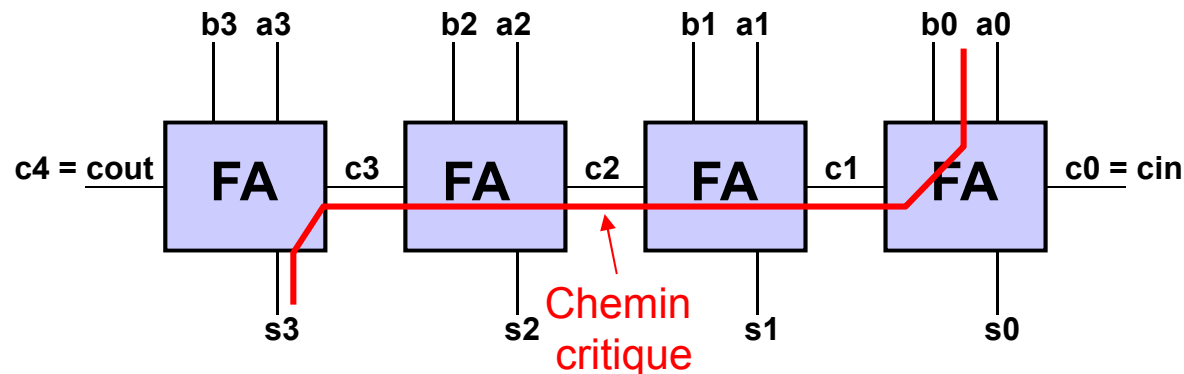 b3 a3 b2 a2 b1 a1 b0 a0
c4 = cout FA c3 FA c2 FA c1 FA c0 = cin
s3 s2 s1 s0
Chemin
critique